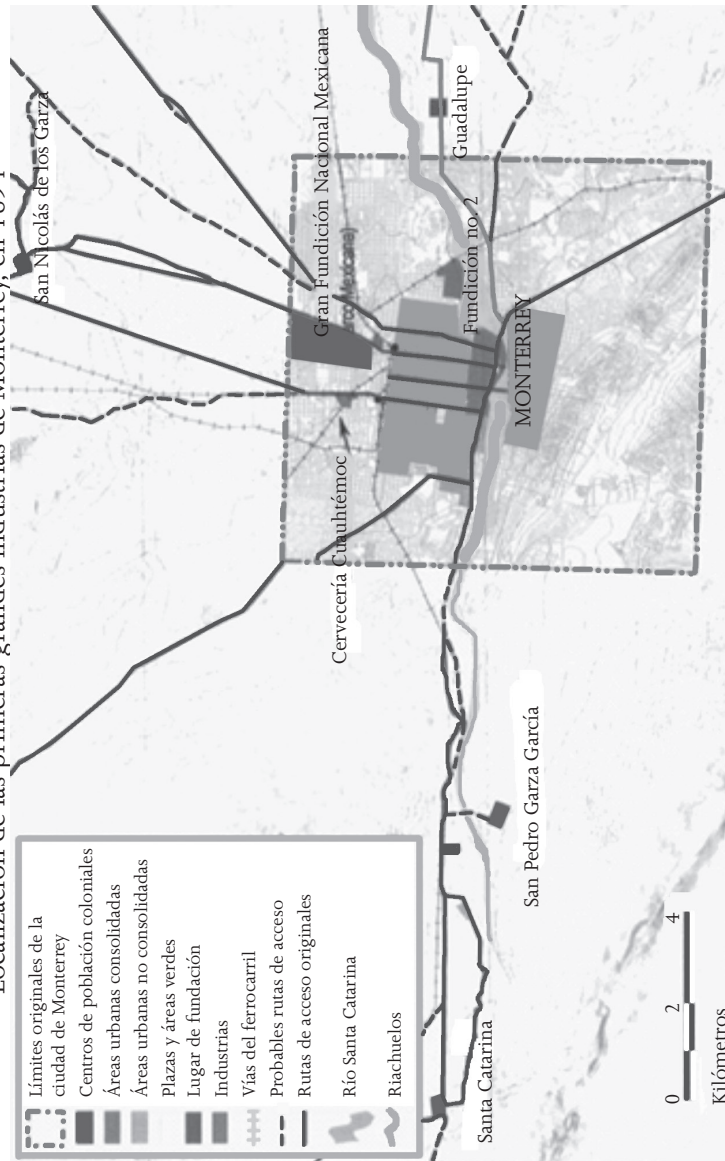 Localización de las primeras grandes industrias de Monterrey, en 1894
Límites originales de la
ciudad de Monterrey
Centros de población coloniales
Áreas urbanas consolidadas
Áreas urbanas no consolidadas
Plazas y áreas verdes
Lugar de fundación
Industrias
Vías del ferrocarril
Probables rutas de acceso
Rutas de acceso originales
Río Santa Catarina
Riachuelos
San Nicolás de los Garza
Gran Fundición Nacional Mexicana
Mexicana)
Guadalupe
Fundición no. 2
MONTERREY
Cervecería Cuauhtémoc
San Pedro Garza García
Santa Catarina
0 2 4
Kilómetros